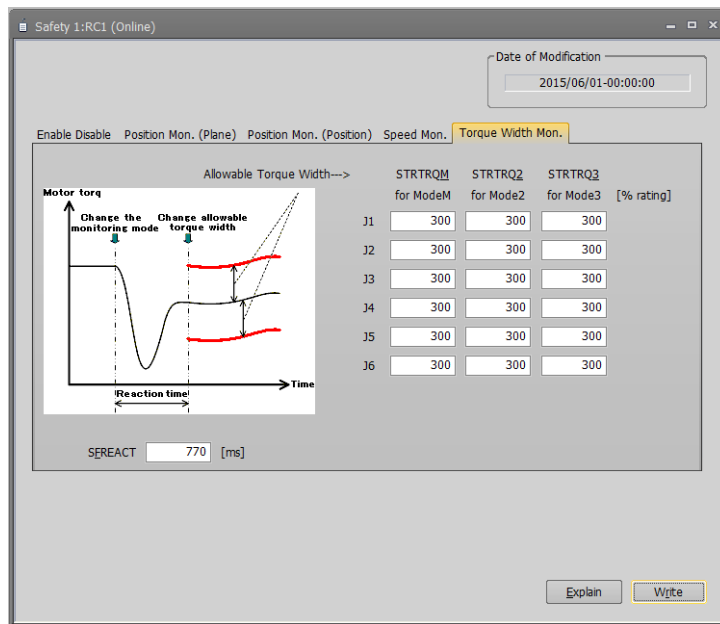 Safety 1:RC1 (Online)
Date of Modification
2015/06/01-00:00:00
Enable Disable Position Mon. (Plane) Position Mon. (Position) Speed Mon. Torque Width Mon.
Allowable Torque Width---> STRTRQM STRTRQ2 STRTRQ3
for ModeM for Mode2 for Mode3 [% rating]
Motor torq
Change the monitoring mode
Change allowable torque width
Reaction time
Time
J1 300 300 300
J2 300 300 300
J3 300 300 300
J4 300 300 300
J5 300 300 300
J6 300 300 300
SFREACT 770 [ms]
Explain Write